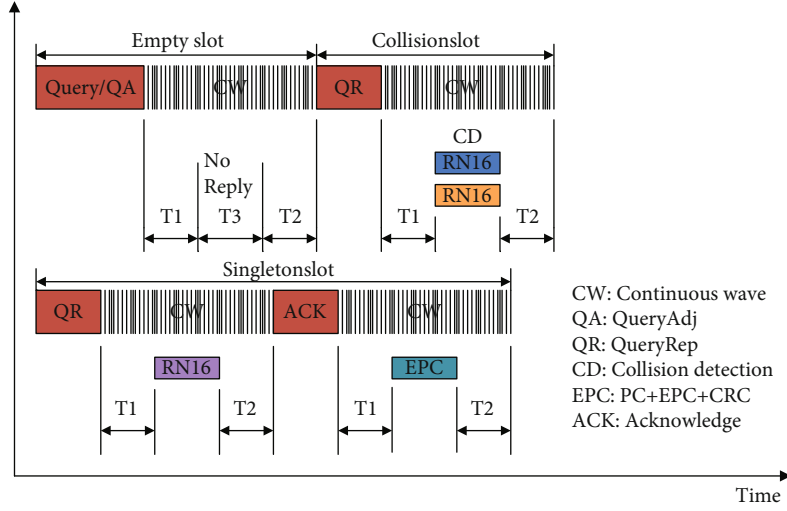 Empty slot
Collisionslot
Query/QA
CW
QR
CW
CD
No
Reply
RN16
RN16
T1
T3
T2
T1
T2
Singletonslot
QR
CW
ACK
CW
RN16
EPC
T1
T2
T1
T2
CW: Continuous wave
QA: QueryAdj
QR: QueryRep
CD: Collision detection
EPC: PC+EPC+CRC
ACK: Acknowledge
Time